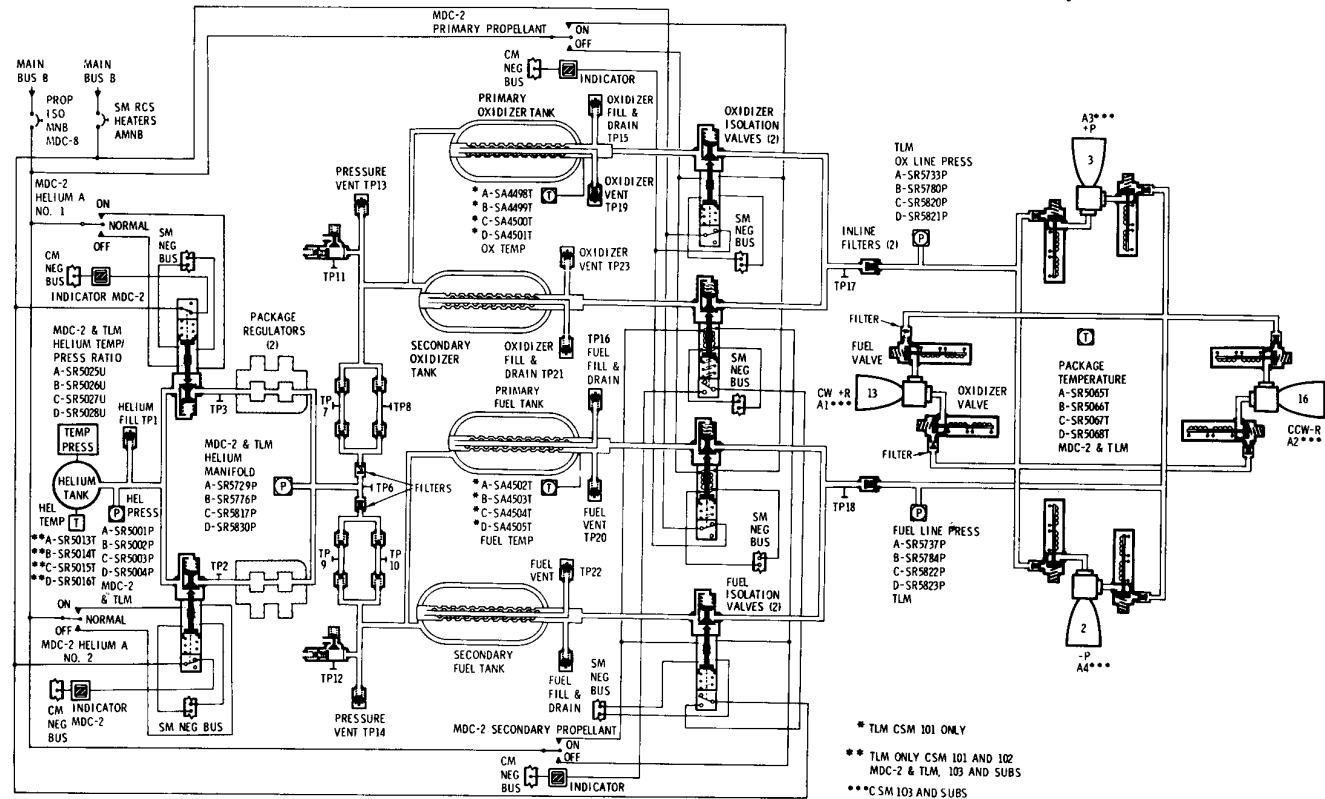 MDC-2
PRIMARY PROPELLANT
ON
OFF
CM
NEG
BUS
INDICATOR
MAIN
BUS B
MAIN
BUS B
PROP
ISO
MNB
MDC-8
SM RCS
HEATERS
AMNB
PRIMARY
OXIDIZER TANK
OXIDIZER
FILL &
DRAIN
TP15
OXIDIZER
ISOLATION
VALVES (2)
A3***
+P
3
TLM
OX LINE PRESS
A-SR5733P
B-SR5780P
C-SR5820P
D-SR5821P
P
INLINE
FILTERS (2)
TP17
PRESSURE
VENT TP13
* A-SA4498T
* B-SA4499T
* C-SA4500T
* D-SA4501T
OX TEMP
T
OXIDIZER
VENT
TP19
SM
NEG
BUS
MDC-2
HELIUM A
NO. 1
ON
NORMAL
OFF
SM
NEG
BUS
CM
NEG
BUS
INDICATOR MDC-2
TP11
OXIDIZER
VENT TP23
SECONDARY
OXIDIZER
TANK
OXIDIZER
FILL &
DRAIN TP21
TP16
FUEL
FILL &
DRAIN
SM
NEG
BUS
MDC-2 & TLM
HELIUM TEMP/
PRESS RATIO
A-SR5025U
B-SR5026U
C-SR5027U
D-SR5028U
PACKAGE
REGULATORS
(2)
TP3
HELIUM
FILL TP1
TEMP
PRESS
HELIUM
TANK
HEL
TEMP
T
**A-SR5013T
**B-SR5014T
**C-SR5015T
**D-SR5016T
P
HEL
PRESS
A-SR5001P
B-SR5002P
C-SR5003P
D-SR5004P
MDC-2
& TLM
MDC-2 & TLM
HELIUM
MANIFOLD
A-SR5729P
B-SR5776P
C-SR5817P
D-SR5830P
P
TP
7
TP8
TP6
FILTERS
TP
9
TP
10
PRIMARY
FUEL TANK
* A-SA4502T
* B-SA4503T
* C-SA4504T
* D-SA4505T
FUEL TEMP
T
FUEL
VENT
TP20
SM
NEG
BUS
TP18
P
FUEL LINE PRESS
A-SR5737P
B-SR5784P
C-SR5822P
D-SR5823P
TLM
FILTER
FUEL
VALVE
CW +R
A1***
13
OXIDIZER
VALVE
FILTER
T
PACKAGE
TEMPERATURE
A-SR5065T
B-SR5066T
C-SR5067T
D-SR5068T
MDC-2 & TLM
16
CCW-R
A2***
2
-P
A4***
TP2
ON
NORMAL
OFF
MDC-2 HELIUM A
NO. 2
CM
NEG
BUS
INDICATOR
MDC-2
SM NEG BUS
TP12
PRESSURE
VENT TP14
FUEL
VENT
TP22
SECONDARY
FUEL TANK
FUEL
FILL &
DRAIN
SM
NEG
BUS
FUEL
ISOLATION
VALVES (2)
MDC-2 SECONDARY PROPELLANT
ON
OFF
CM
NEG
BUS
INDICATOR
* TLM CSM 101 ONLY
** TLM ONLY CSM 101 AND 102
MDC-2 & TLM, 103 AND SUBS
***CSM 103 AND SUBS